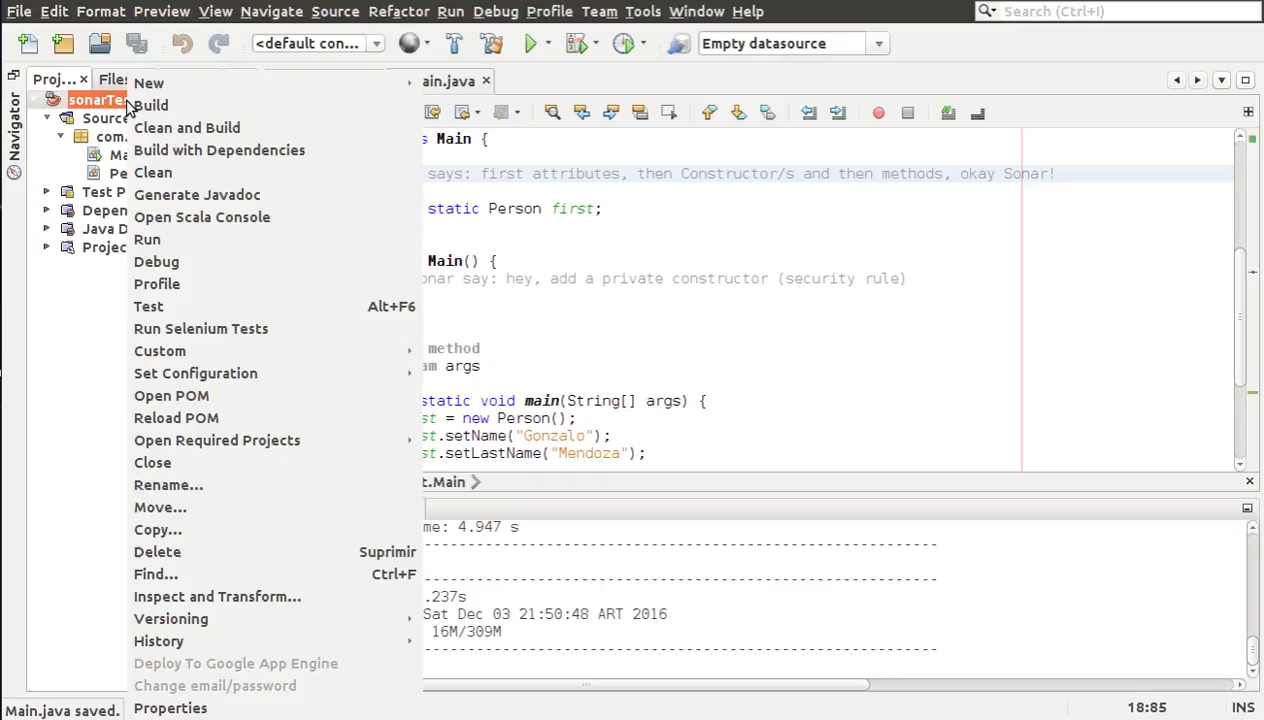 File Edit Format Preview View Navigate Source Refactor Run Debug Profile Team Tools Window Help
Search (Ctrl+I)
<default con...
Empty datasource
Proj...
Files
ain.java
Navigator
sonarTes
Source
com.
Ma
Pe
Test P
Depen
Java D
Projec
New
Build
Clean and Build
Build with Dependencies
Clean
Generate Javadoc
Open Scala Console
Run
Debug
Profile
Test Alt+F6
Run Selenium Tests
Custom
Set Configuration
Open POM
Reload POM
Open Required Projects
Close
Rename...
Move...
Copy...
Delete Suprimir
Find... Ctrl+F
Inspect and Transform...
Versioning
History
Deploy To Google App Engine
Change email/password
Properties
s Main {
says: first attributes, then Constructor/s and then methods, okay Sonar!
static Person first;
Main() {
onar say: hey, add a private constructor (security rule)
method
am args
static void main(String[] args) {
st = new Person();
st.setName("Gonzalo");
st.setLastName("Mendoza");
t.Main
me: 4.947 s
------------------------------------------------------------------------
------------------------------------------------------------------------
.237s
Sat Dec 03 21:50:48 ART 2016
16M/309M
------------------------------------------------------------------------
Main.java saved.
18:85
INS